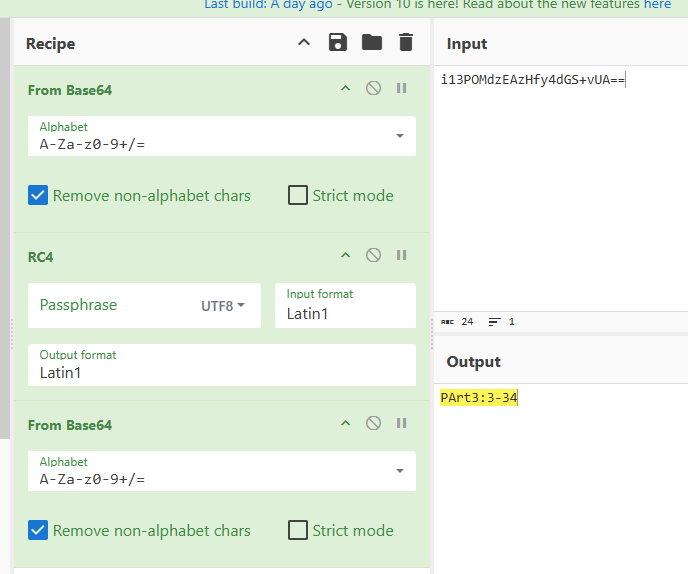 Last build: A day ago - Version 10 is here! Read about the new features here
Recipe
From Base64
Alphabet
A-Za-z0-9+/=
Remove non-alphabet chars
Strict mode
RC4
Passphrase
UTF8
Input format
Latin1
Output format
Latin1
From Base64
Alphabet
A-Za-z0-9+/=
Remove non-alphabet chars
Strict mode
Input
i13POMdzEAzHfy4dGS+vUA==
ABC 24 1
Output
PArt3:3-34